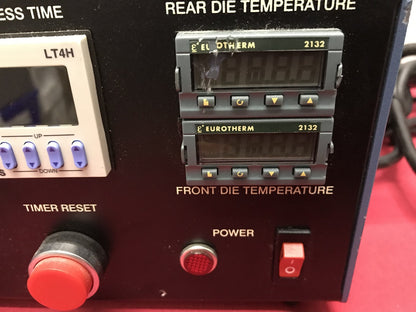 ESS TIME
REAR DIE TEMPERATURE
LT4H
EUROTHERM 2132
UP
DOWN
S
EUROTHERM 2132
FRONT DIE TEMPERATURE
TIMER RESET
POWER